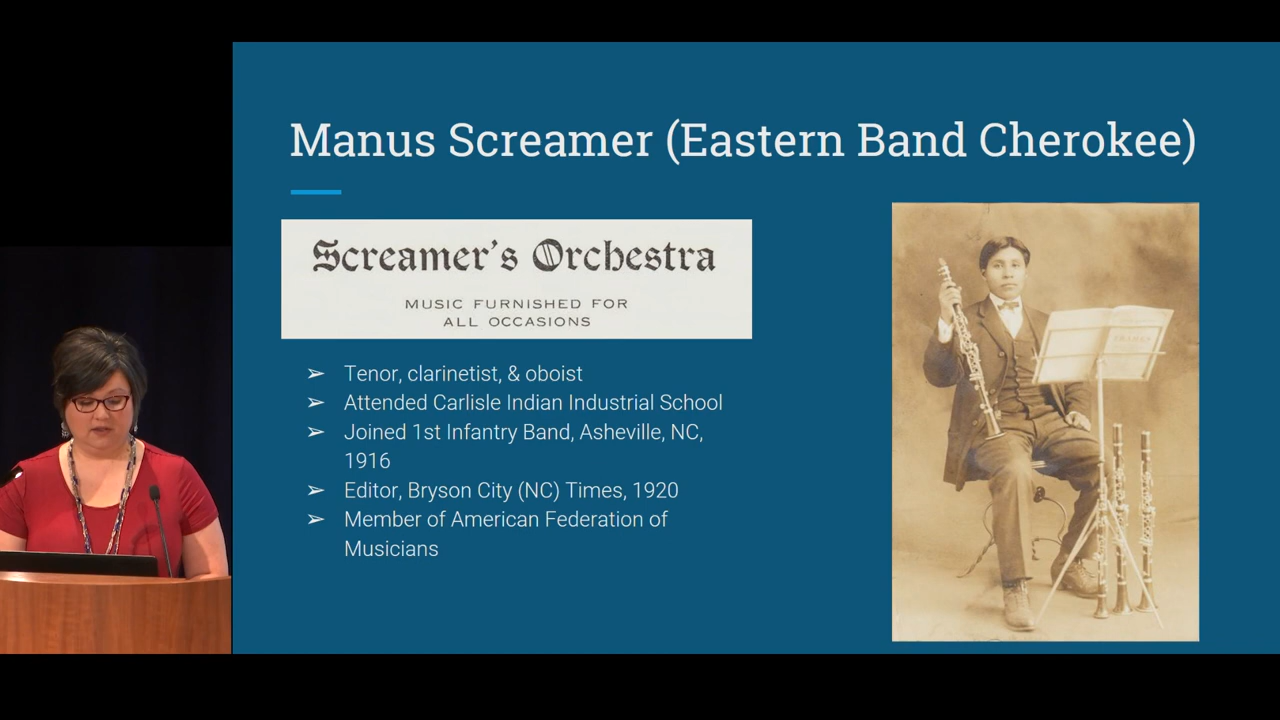 Manus Screamer (Eastern Band Cherokee)
Screamer's Orchestra
MUSIC FURNISHED FOR
ALL OCCASIONS
➢ Tenor, clarinetist, & oboist
➢ Attended Carlisle Indian Industrial School
➢ Joined 1st Infantry Band, Asheville, NC,
1916
➢ Editor, Bryson City (NC) Times, 1920
➢ Member of American Federation of
Musicians